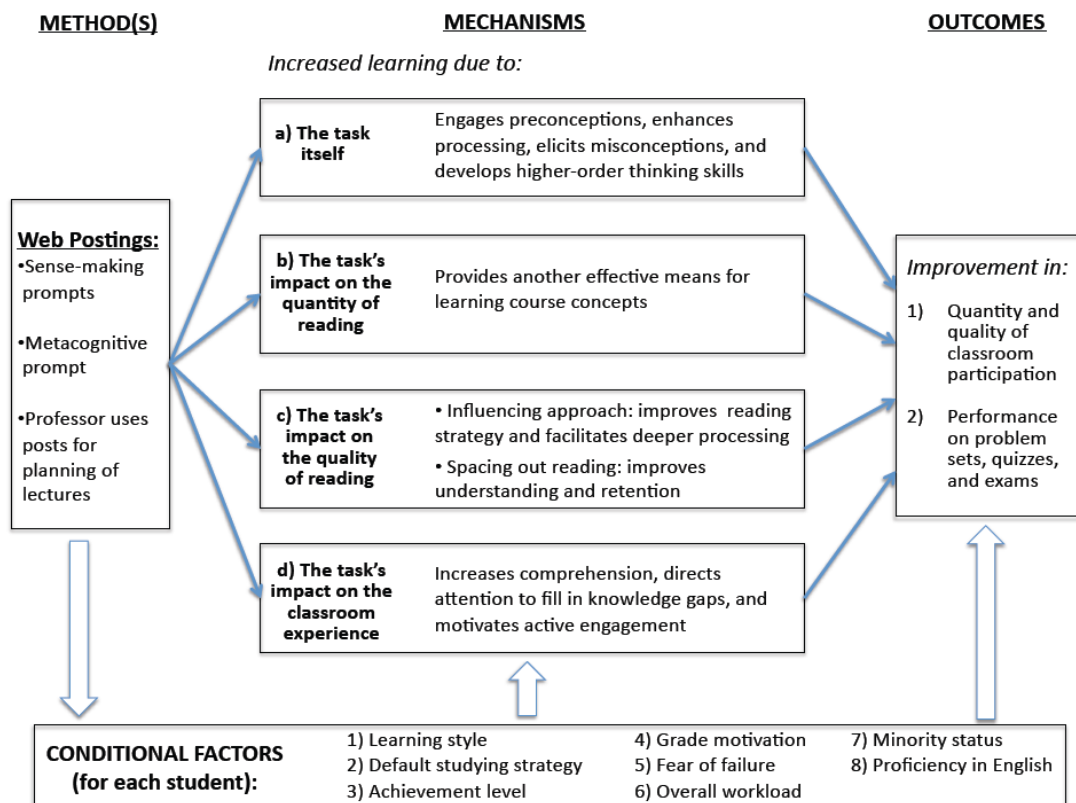 METHOD(S)
MECHANISMS
OUTCOMES
Increased learning due to:
Web Postings:
•Sense-making
prompts
•Metacognitive
prompt
•Professor uses
posts for
planning of
lectures
a) The task
itself
Engages preconceptions, enhances
processing, elicits misconceptions, and
develops higher-order thinking skills
b) The task's
impact on the
quantity of
reading
Provides another effective means for
learning course concepts
c) The task's
impact on
the quality
of reading
• Influencing approach: improves reading
strategy and facilitates deeper processing
• Spacing out reading: improves
understanding and retention
d) The task's
impact on the
classroom
experience
Increases comprehension, directs
attention to fill in knowledge gaps, and
motivates active engagement
Improvement in:
1) Quantity and
quality of
classroom
participation
2) Performance
on problem
sets, quizzes,
and exams
CONDITIONAL FACTORS
(for each student):
1) Learning style
2) Default studying strategy
3) Achievement level
4) Grade motivation
5) Fear of failure
6) Overall workload
7) Minority status
8) Proficiency in English